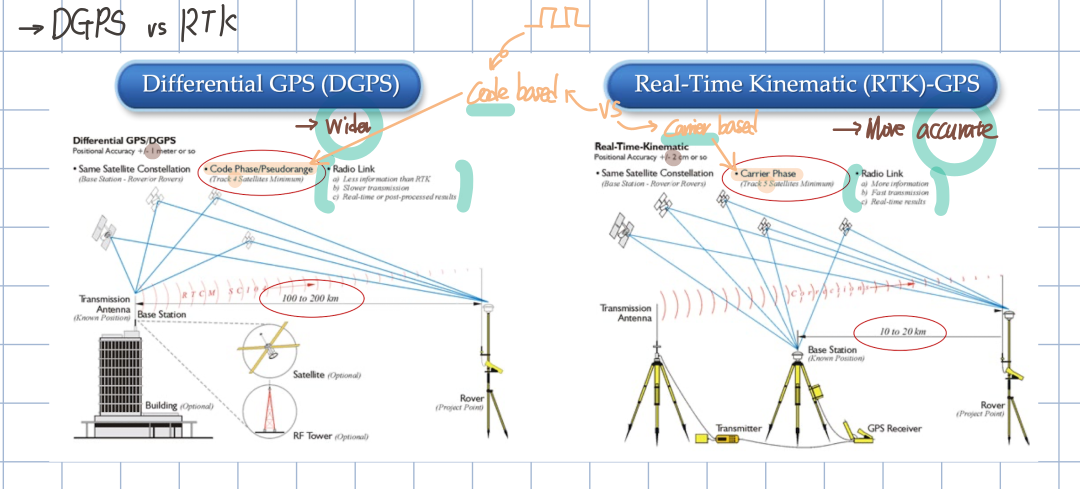 → DGPS vs RTK
Differential GPS (DGPS)
→ Wider
Differential GPS/DGPS
Positional Accuracy +/- 1 meter or so
• Same Satellite Constellation
(Base Station - Rover/or Rovers)
• Code Phase/Pseudorange
(Track 4 Satellites Minimum)
• Radio Link
a) Less information than RTK
b) Slower transmission
c) Real-time or post-processed results
RTCM SC104
100 to 200 km
Transmission
Antenna
(Known Position)
Base Station
Satellite (Optional)
Building (Optional)
RF Tower (Optional)
Rover
(Project Point)
Code based
vs
Carrier based
Real-Time Kinematic (RTK)-GPS
→ More accurate
Real-Time-Kinematic
Positional Accuracy +/- 2 cm or so
• Same Satellite Constellation
(Base Station - Rover/or Rovers)
• Carrier Phase
(Track 5 Satellites Minimum)
• Radio Link
a) More information
b) Fast transmission
c) Real-time results
Corrections
Transmission
Antenna
10 to 20 km
Base Station
(Known Position)
Rover
(Project Point)
Transmitter
GPS Receiver